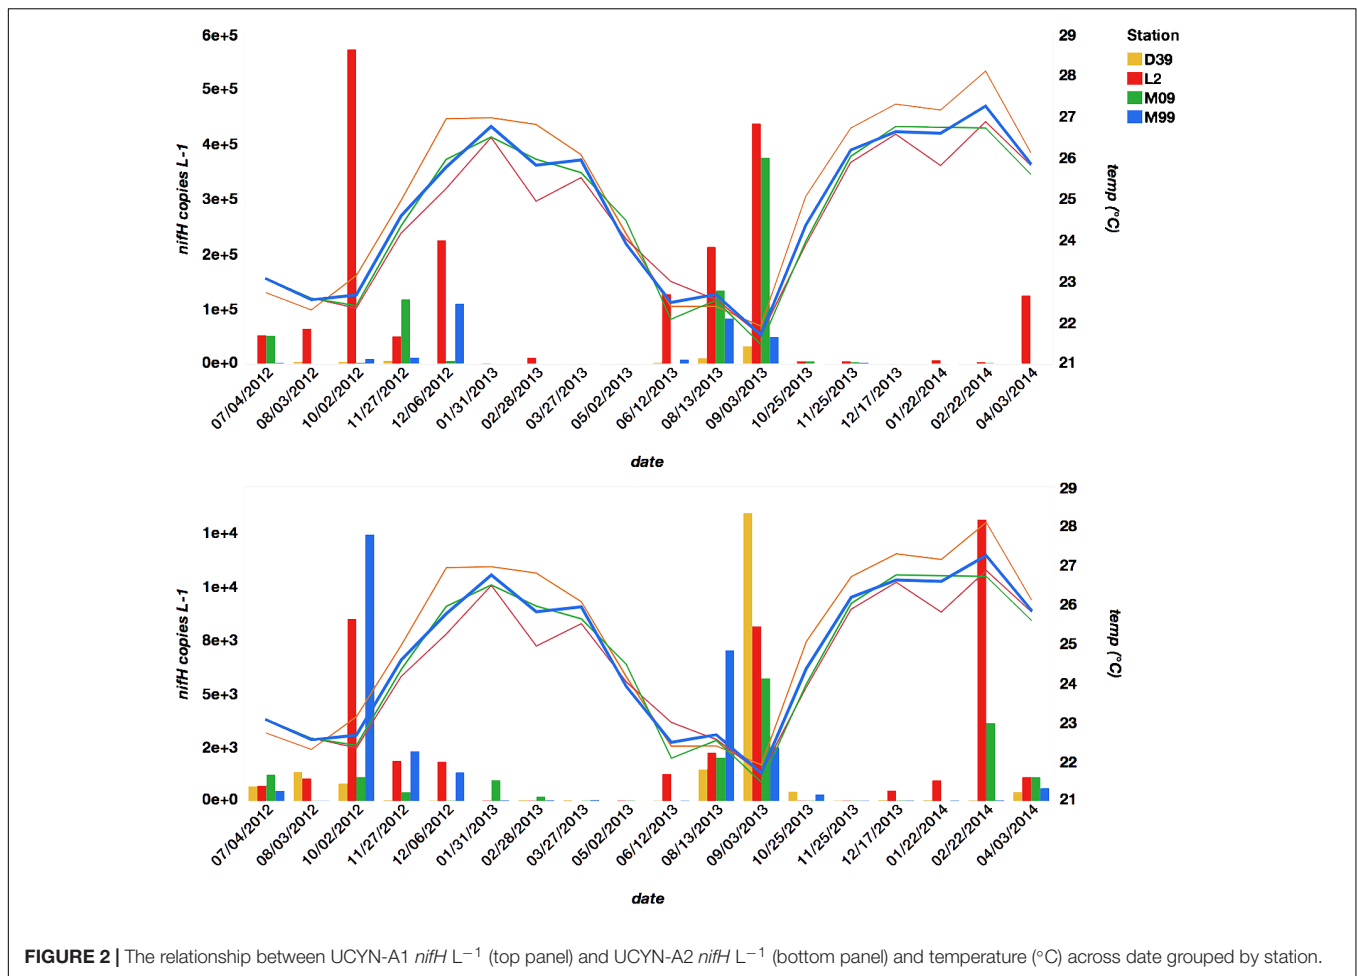 6e+5
5e+5
4e+5
3e+5
2e+5
1e+5
0e+0
nifH copies L-1
29
28
27
26
25
24
23
22
21
temp (°C)
Station
D39
L2
M09
M99
07/04/2012
08/03/2012
10/02/2012
11/27/2012
12/06/2012
01/31/2013
02/28/2013
03/27/2013
05/02/2013
06/12/2013
08/13/2013
09/03/2013
10/25/2013
11/25/2013
12/17/2013
01/22/2014
02/22/2014
04/03/2014
date
1e+4
1e+4
8e+3
5e+3
2e+3
0e+0
nifH copies L-1
29
28
27
26
25
24
23
22
21
temp (°C)
07/04/2012
08/03/2012
10/02/2012
11/27/2012
12/06/2012
01/31/2013
02/28/2013
03/27/2013
05/02/2013
06/12/2013
08/13/2013
09/03/2013
10/25/2013
11/25/2013
12/17/2013
01/22/2014
02/22/2014
04/03/2014
date
FIGURE 2 | The relationship between UCYN-A1 nifH L−1 (top panel) and UCYN-A2 nifH L−1 (bottom panel) and temperature (°C) across date grouped by station.